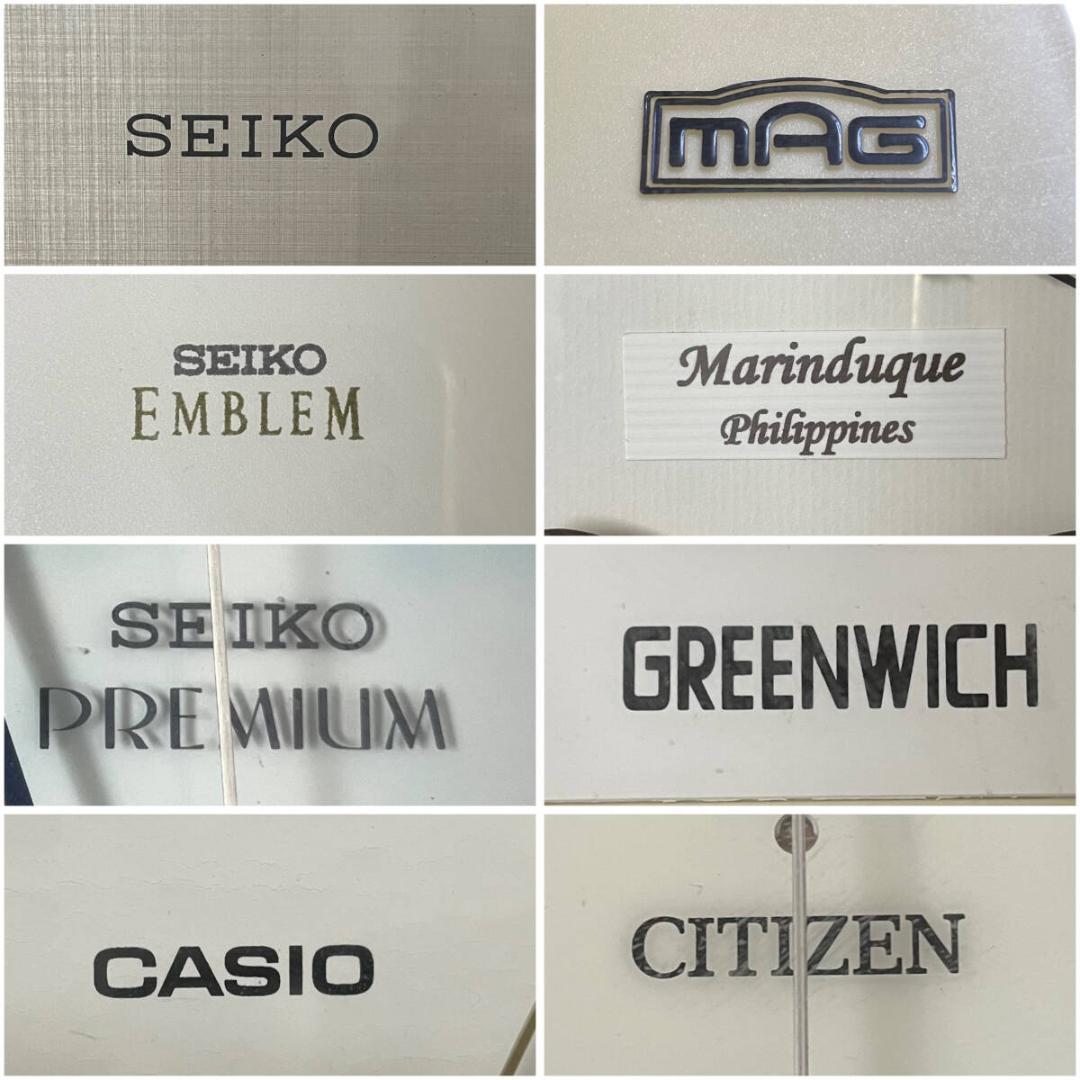 SEIKO
mAG
SEIKO
EMBLEM
Marinduque
Philippines
SEIKO
PREMIUM
GREENWICH
CASIO
CITIZEN